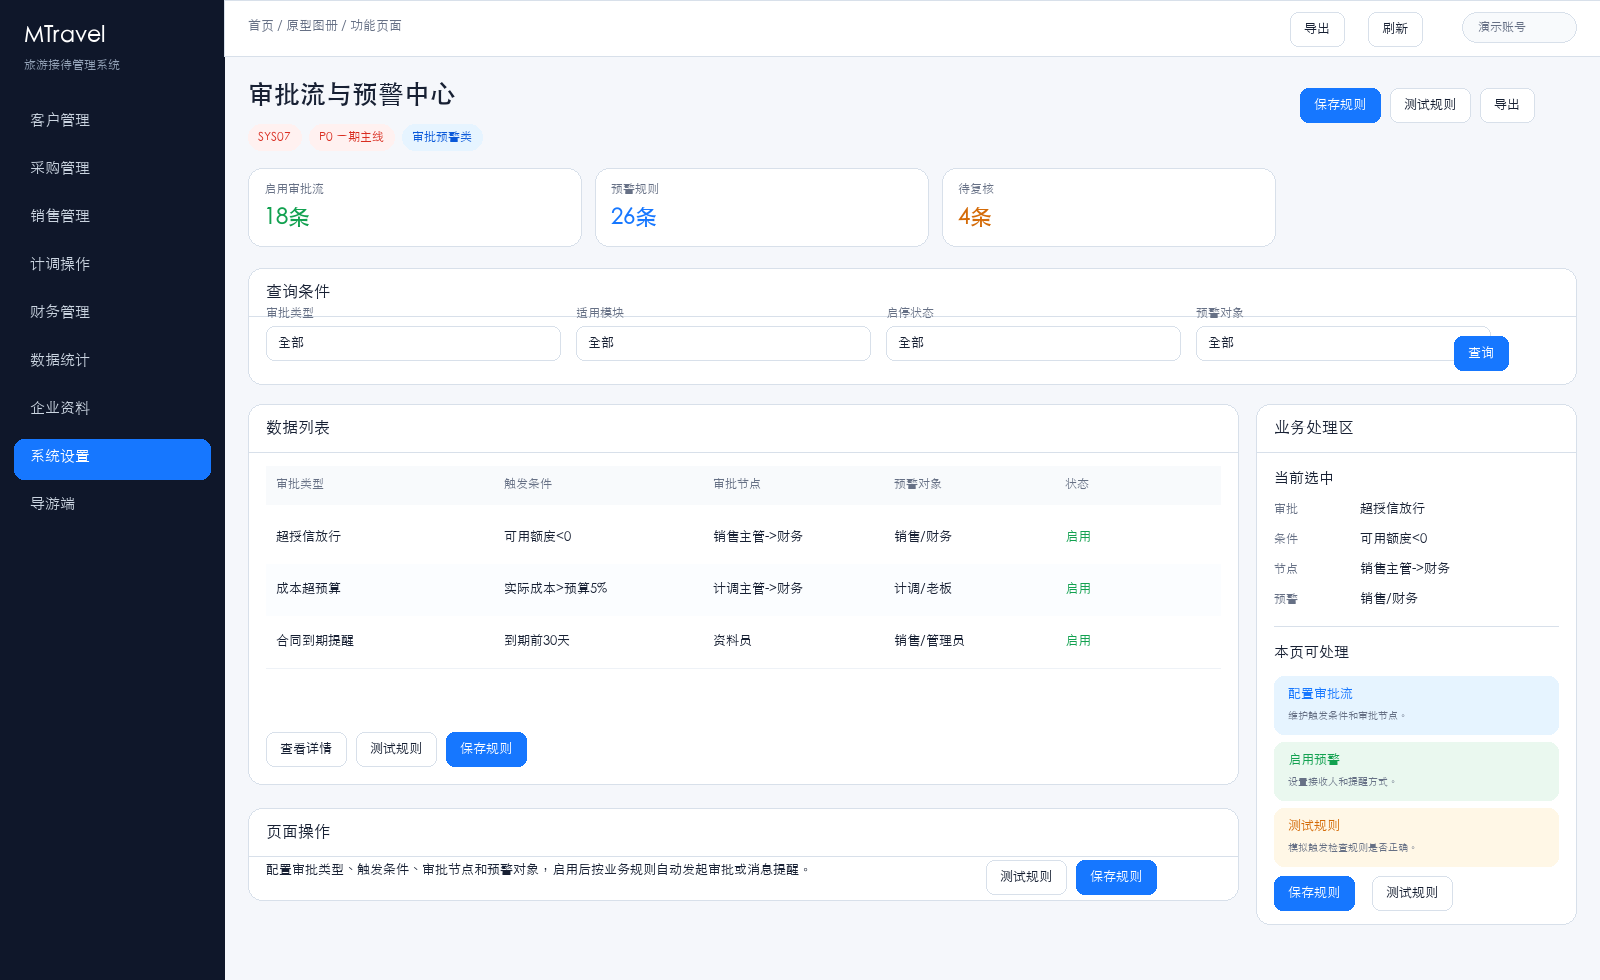 MTravel
旅游接待管理系统
客户管理
采购管理
销售管理
计调操作
财务管理
数据统计
企业资料
系统设置
导游端
首页 / 原型图册 / 功能页面
导出
刷新
演示账号
审批流与预警中心
保存规则
测试规则
导出
SYS07
P0 一期主线
审批预警类
启用审批流
18条
预警规则
26条
待复核
4条
查询条件
审批类型
适用模块
启停状态
预警对象
全部
全部
全部
全部
查询
数据列表
审批类型 触发条件 审批节点 预警对象 状态
超授信放行 可用额度<0 销售主管->财务 销售/财务 启用
成本超预算 实际成本>预算5% 计调主管->财务 计调/老板 启用
合同到期提醒 到期前30天 资料员 销售/管理员 启用
查看详情
测试规则
保存规则
页面操作
配置审批类型、触发条件、审批节点和预警对象，启用后按业务规则自动发起审批或消息提醒。
测试规则
保存规则
业务处理区
当前选中
审批 超授信放行
条件 可用额度<0
节点 销售主管->财务
预警 销售/财务
本页可处理
配置审批流
维护触发条件和审批节点。
启用预警
设置接收人和提醒方式。
测试规则
模拟触发检查规则是否正确。
保存规则
测试规则